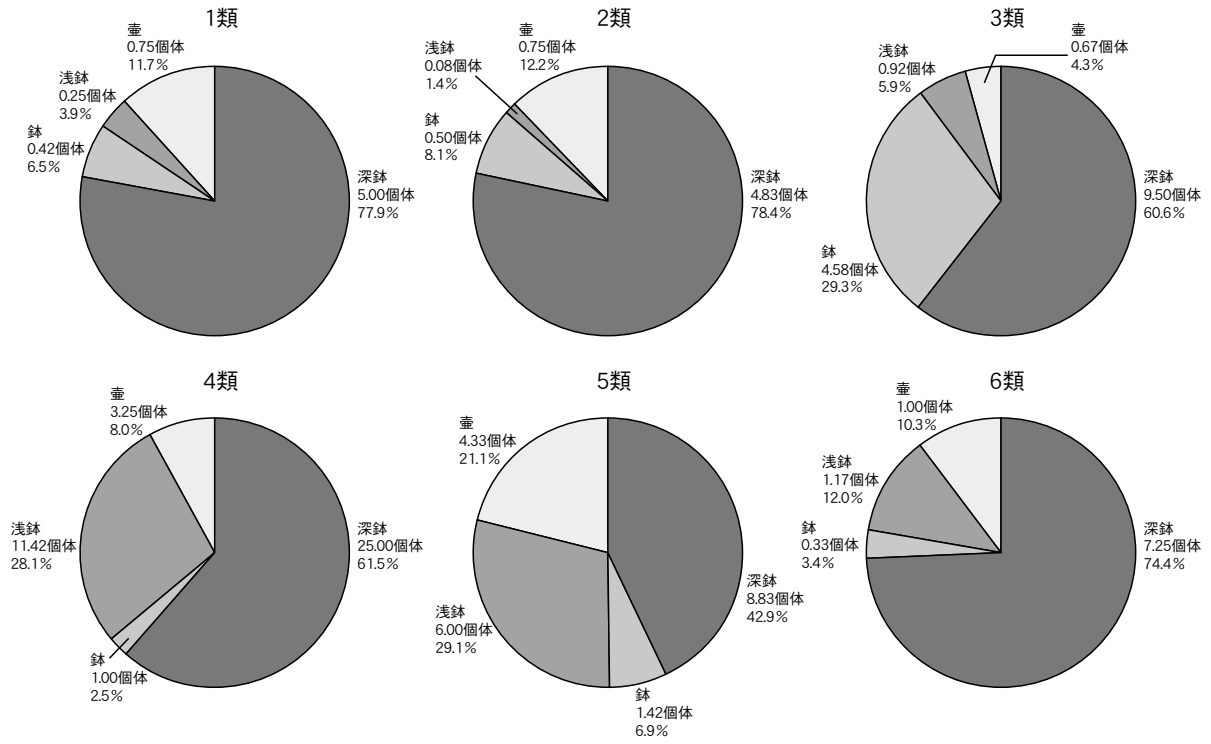 1類
壷
0.75個体
11.7%
浅鉢
0.25個体
3.9%
鉢
0.42個体
6.5%
深鉢
5.00個体
77.9%
2類
壷
0.75個体
12.2%
浅鉢
0.08個体
1.4%
鉢
0.50個体
8.1%
深鉢
4.83個体
78.4%
3類
壷
0.67個体
4.3%
浅鉢
0.92個体
5.9%
鉢
4.58個体
29.3%
深鉢
9.50個体
60.6%
4類
壷
3.25個体
8.0%
浅鉢
11.42個体
28.1%
鉢
1.00個体
2.5%
深鉢
25.00個体
61.5%
5類
壷
4.33個体
21.1%
浅鉢
6.00個体
29.1%
鉢
1.42個体
6.9%
深鉢
8.83個体
42.9%
6類
壷
1.00個体
10.3%
浅鉢
1.17個体
12.0%
鉢
0.33個体
3.4%
深鉢
7.25個体
74.4%